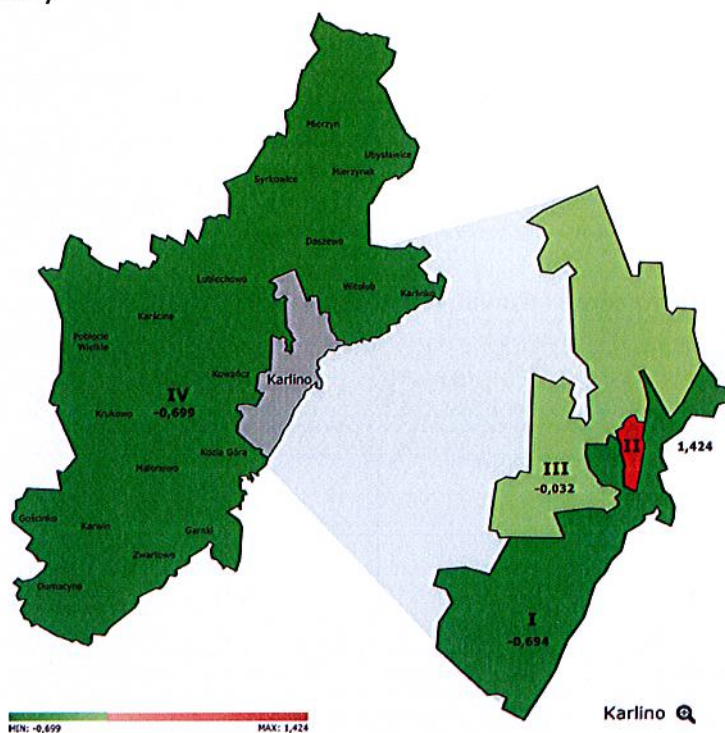 Mierzyn
Ubysławice
Mierzynek
Syrkowice
Daszewo
Lubiechowo
Witolub
Karlinko
Karścino
Pobłocie
Wielkie
Kowańcz
Karlino
IV
-0,699
Krukowo
Kozia Góra
Malonowo
Gościnko
Karwin
Garnki
Zwartowo
Domacyno
II
1,424
III
-0,032
I
-0,694
Karlino
MIN: -0,699
MAX: 1,424